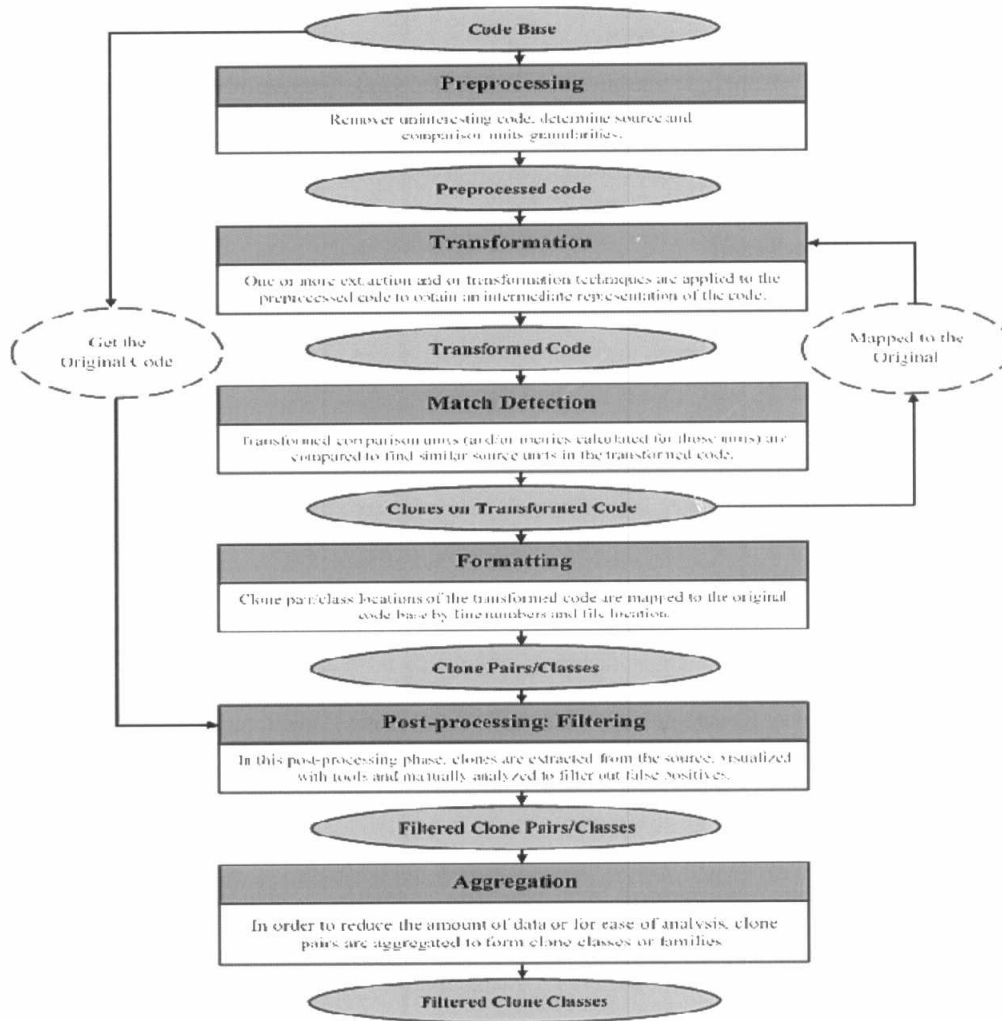 Code Base
Preprocessing
Remover uninteresting code, determine source and
comparison units granularities.
Preprocessed code
Transformation
One or more extraction and or transformation techniques are applied to the
preprocessed code to obtain an intermediate representation of the code.
Get the
Original Code
Mapped to the
Original
Transformed Code
Match Detection
Transformed comparison units (and/or metrics calculated for those units) are
compared to find similar source units in the transformed code.
Clones on Transformed Code
Formatting
Clone pair/class locations of the transformed code are mapped to the original
code base by line numbers and file location.
Clone Pairs/Classes
Post-processing: Filtering
In this post-processing phase, clones are extracted from the source, visualized
with tools and manually analyzed to filter out false positives.
Filtered Clone Pairs/Classes
Aggregation
In order to reduce the amount of data or for ease of analysis, clone
pairs are aggregated to form clone classes or families
Filtered Clone Classes